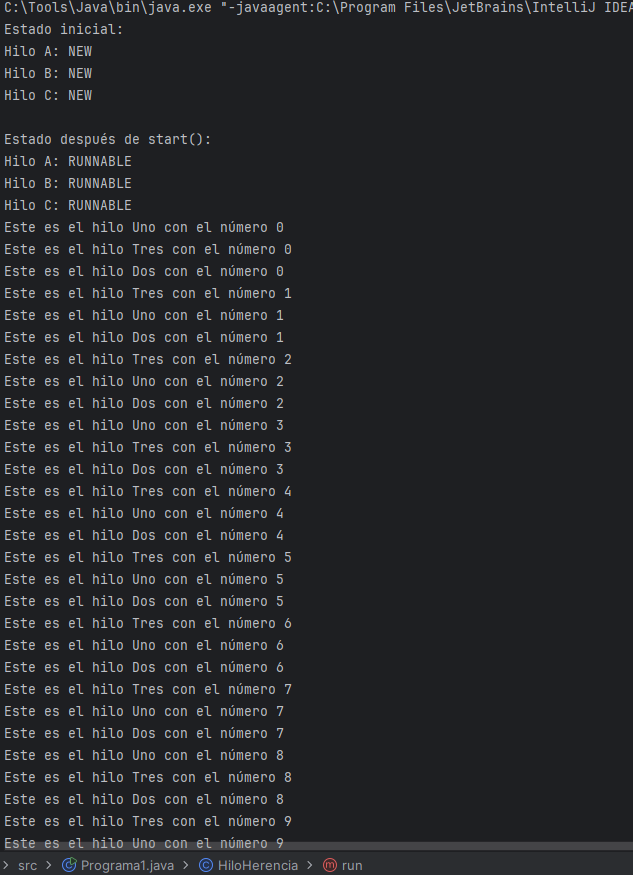 C:\Tools\Java\bin\java.exe "-javaagent:C:\Program Files\JetBrains\IntelliJ IDEA
Estado inicial:
Hilo A: NEW
Hilo B: NEW
Hilo C: NEW
Estado después de start():
Hilo A: RUNNABLE
Hilo B: RUNNABLE
Hilo C: RUNNABLE
Este es el hilo Uno con el número 0
Este es el hilo Tres con el número 0
Este es el hilo Dos con el número 0
Este es el hilo Tres con el número 1
Este es el hilo Uno con el número 1
Este es el hilo Dos con el número 1
Este es el hilo Tres con el número 2
Este es el hilo Uno con el número 2
Este es el hilo Dos con el número 2
Este es el hilo Uno con el número 3
Este es el hilo Tres con el número 3
Este es el hilo Dos con el número 3
Este es el hilo Tres con el número 4
Este es el hilo Uno con el número 4
Este es el hilo Dos con el número 4
Este es el hilo Tres con el número 5
Este es el hilo Uno con el número 5
Este es el hilo Dos con el número 5
Este es el hilo Tres con el número 6
Este es el hilo Uno con el número 6
Este es el hilo Dos con el número 6
Este es el hilo Tres con el número 7
Este es el hilo Uno con el número 7
Este es el hilo Dos con el número 7
Este es el hilo Uno con el número 8
Este es el hilo Tres con el número 8
Este es el hilo Dos con el número 8
Este es el hilo Tres con el número 9
Este es el hilo Uno con el número 9
> src > Programa1.java > HiloHerencia > run